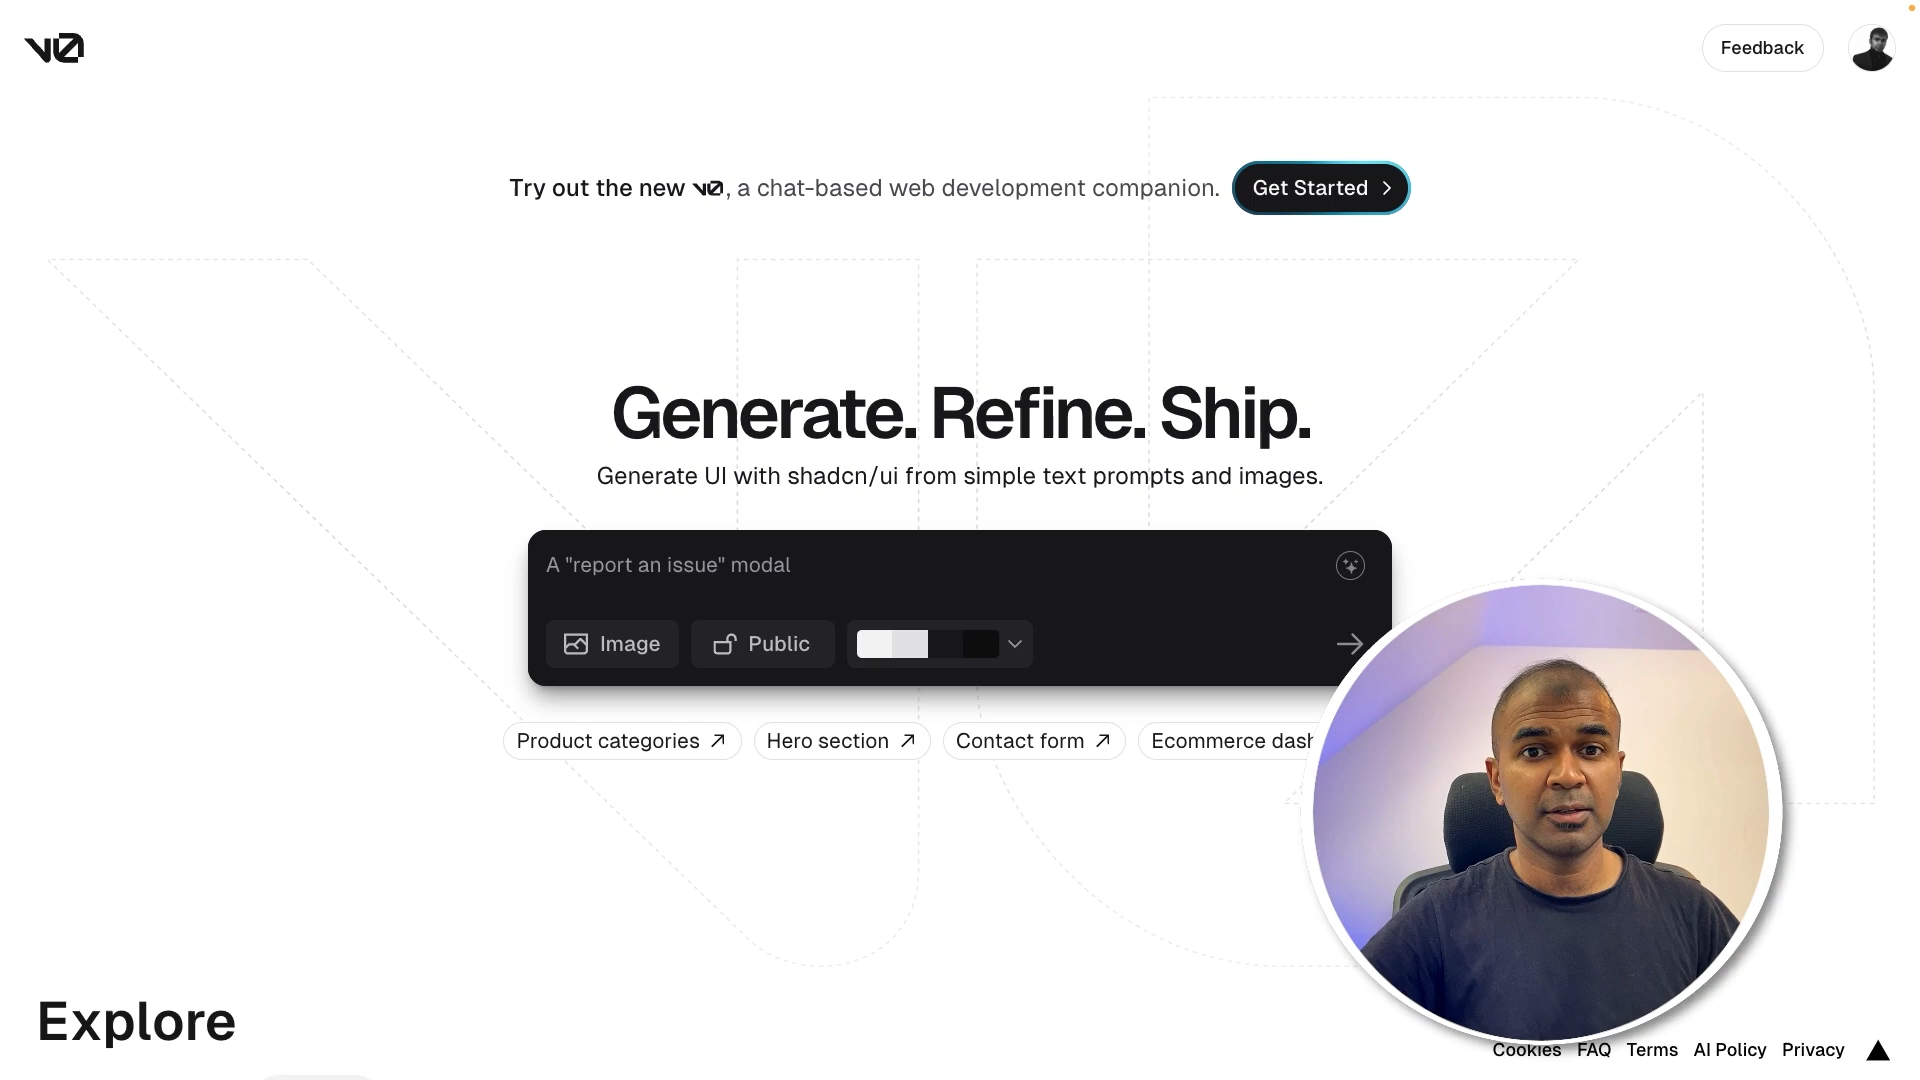 v0
Feedback
Try out the new v0, a chat-based web development companion.
Get Started
Generate. Refine. Ship.
Generate UI with shadcn/ui from simple text prompts and images.
A "report an issue" modal
Image
Public
Product categories
Hero section
Contact form
Ecommerce dash
Explore
Cookies FAQ Terms AI Policy Privacy